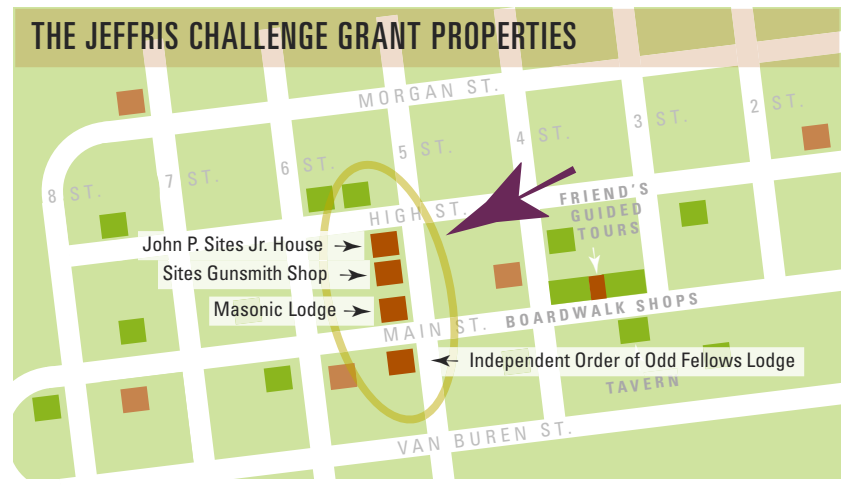 THE JEFFRIS CHALLENGE GRANT PROPERTIES
MORGAN ST.
2 ST.
3 ST.
4 ST.
5 ST.
6 ST.
7 ST.
8 ST.
FRIEND'S
GUIDED
TOURS
HIGH ST.
John P. Sites Jr. House
Sites Gunsmith Shop
Masonic Lodge
BOARDWALK SHOPS
MAIN ST.
Independent Order of Odd Fellows Lodge
TAVERN
VAN BUREN ST.